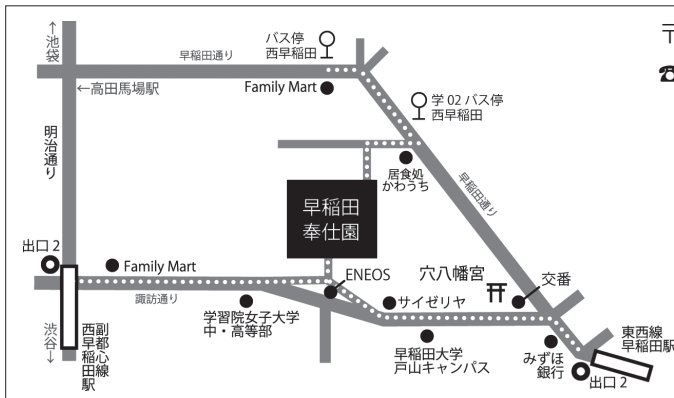 ↑池袋
早稲田通り
バス停
西早稲田
〒
☎
←高田馬場駅
Family Mart
学 02 バス停
西早稲田
明治通り
居食処
かわうち
早稲田通り
早稲田
奉仕園
出口 2
Family Mart
ENEOS
穴八幡宮
交番
諏訪通り
サイゼリヤ
学習院女子大学
中・高等部
早稲田大学
戸山キャンパス
みずほ
銀行
東西線
早稲田駅
出口 2
渋谷↓
副都心線
西早稲田駅